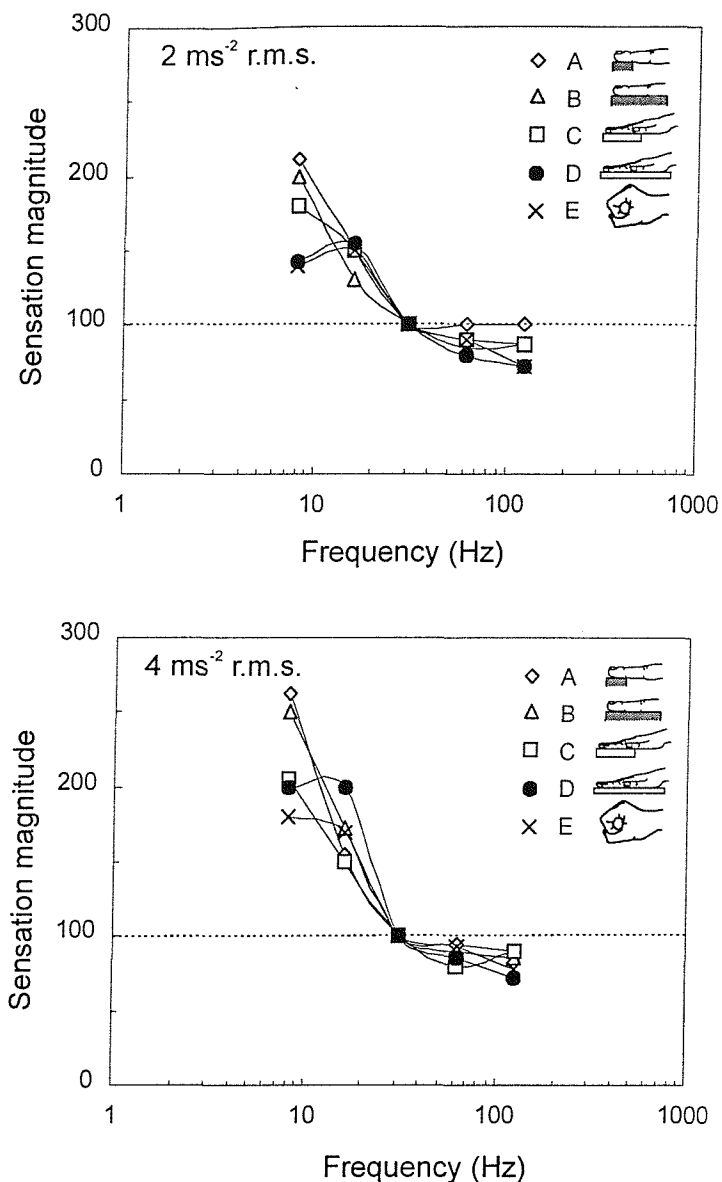 300
2 ms-2 r.m.s.
A
B
200
C
D
E
100
0
1 10 100 1000
Sensation magnitude
Frequency (Hz)
300
4 ms-2 r.m.s.
A
B
200
C
D
E
100
0
1 10 100 1000
Sensation magnitude
Frequency (Hz)